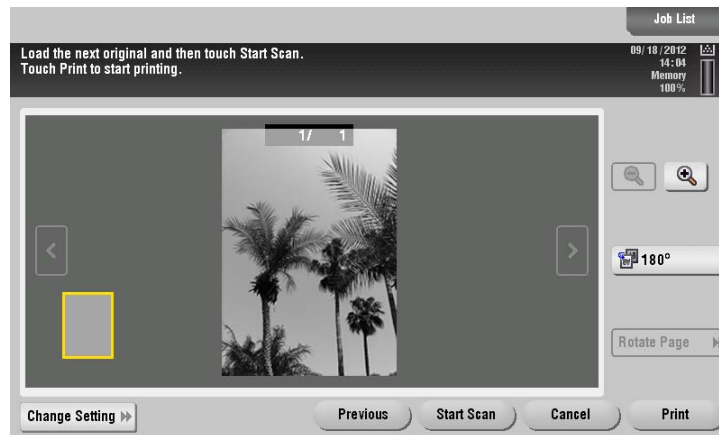 Job List
Load the next original and then touch Start Scan.
Touch Print to start printing.
09/18/2012
14:04
Memory
100%
1/ 1
180°
Rotate Page
Change Setting
Previous
Start Scan
Cancel
Print